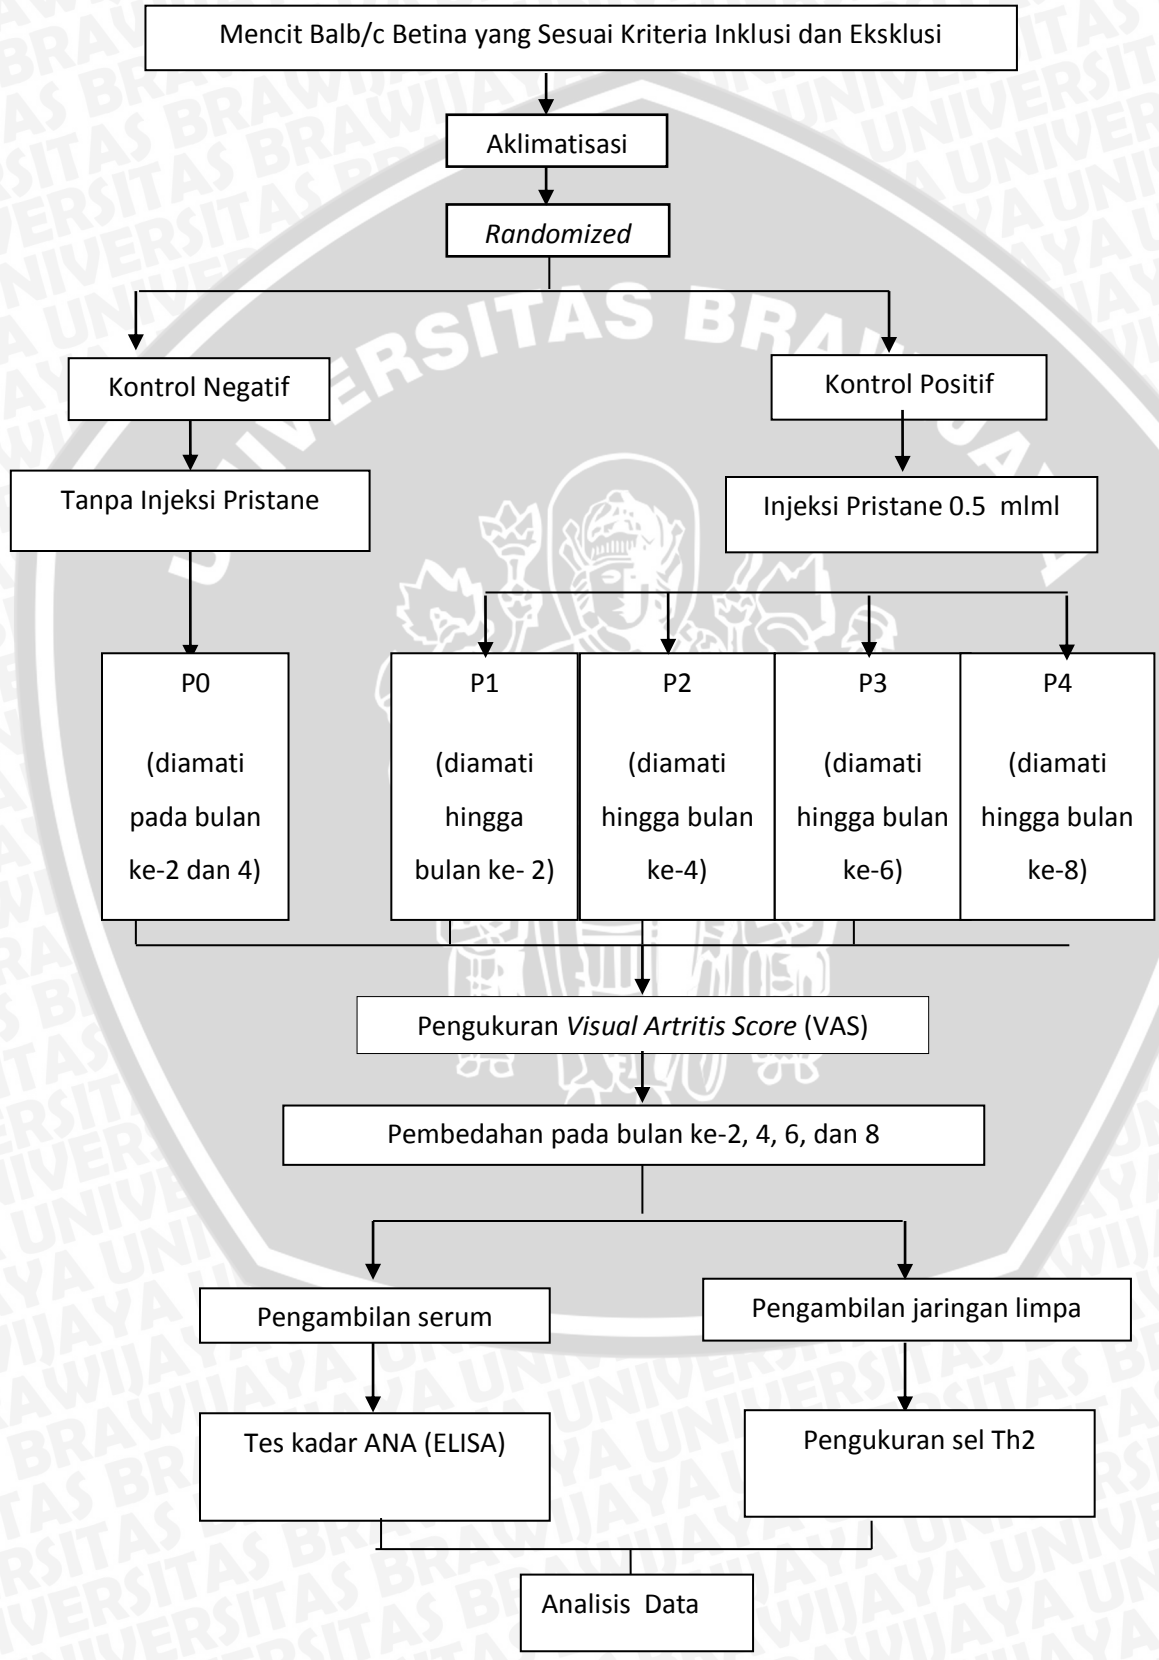 Mencit Balb/c Betina yang Sesuai Kriteria Inklusi dan Eksklusi
Aklimatisasi
Randomized
UNIVERSITAS BRAWIJAYA
Kontrol Negatif
Kontrol Positif
Tanpa Injeksi Pristane
Injeksi Pristane 0.5 mlml
P0
(diamati
pada bulan
ke-2 dan 4)
P1
(diamati
hingga
bulan ke- 2)
P2
(diamati
hingga bulan
ke-4)
P3
(diamati
hingga bulan
ke-6)
P4
(diamati
hingga bulan
ke-8)
Pengukuran Visual Artritis Score (VAS)
Pembedahan pada bulan ke-2, 4, 6, dan 8
Pengambilan serum
Pengambilan jaringan limpa
Tes kadar ANA (ELISA)
Pengukuran sel Th2
Analisis Data